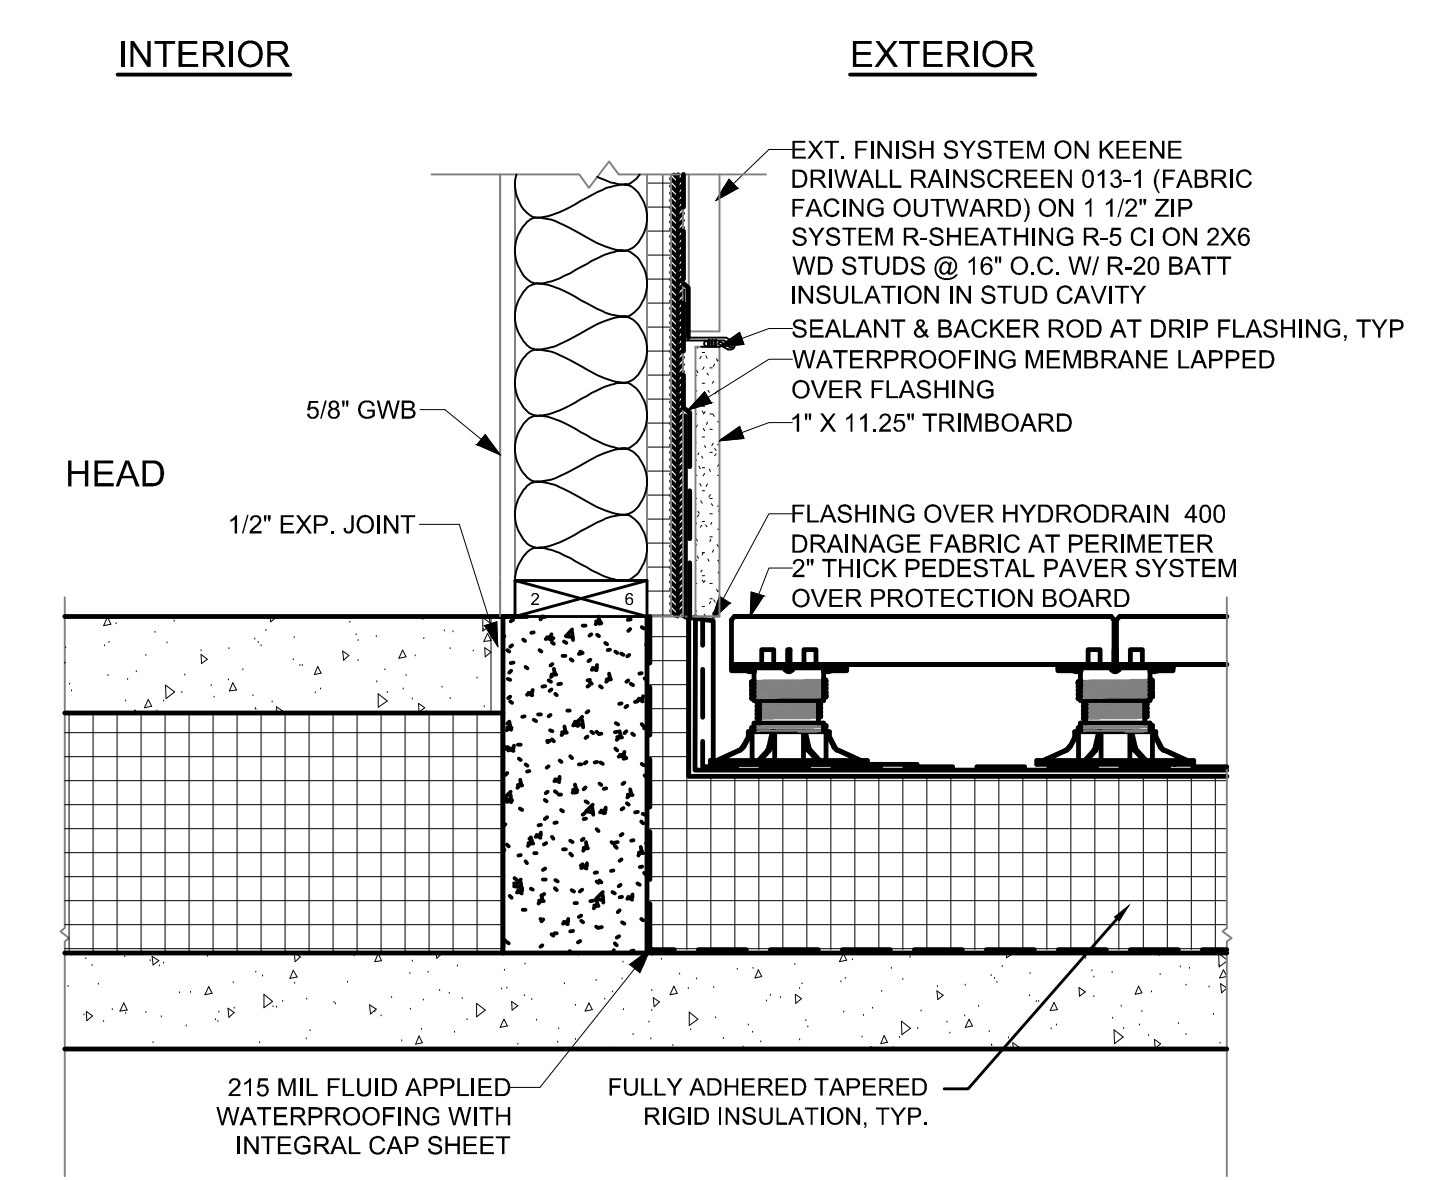 INTERIOR
EXTERIOR
EXT. FINISH SYSTEM ON KEENE
DRIWALL RAINSCREEN 013-1 (FABRIC
FACING OUTWARD) ON 1 1/2" ZIP
SYSTEM R-SHEATHING R-5 CI ON 2X6
WD STUDS @ 16" O.C. W/ R-20 BATT
INSULATION IN STUD CAVITY
SEALANT & BACKER ROD AT DRIP FLASHING, TYP
WATERPROOFING MEMBRANE LAPPED
OVER FLASHING
1" X 11.25" TRIMBOARD
5/8" GWB
HEAD
1/2" EXP. JOINT
FLASHING OVER HYDRODRAIN 400
DRAINAGE FABRIC AT PERIMETER
2" THICK PEDESTAL PAVER SYSTEM
OVER PROTECTION BOARD
2 6
215 MIL FLUID APPLIED
WATERPROOFING WITH
INTEGRAL CAP SHEET
FULLY ADHERED TAPERED
RIGID INSULATION, TYP.